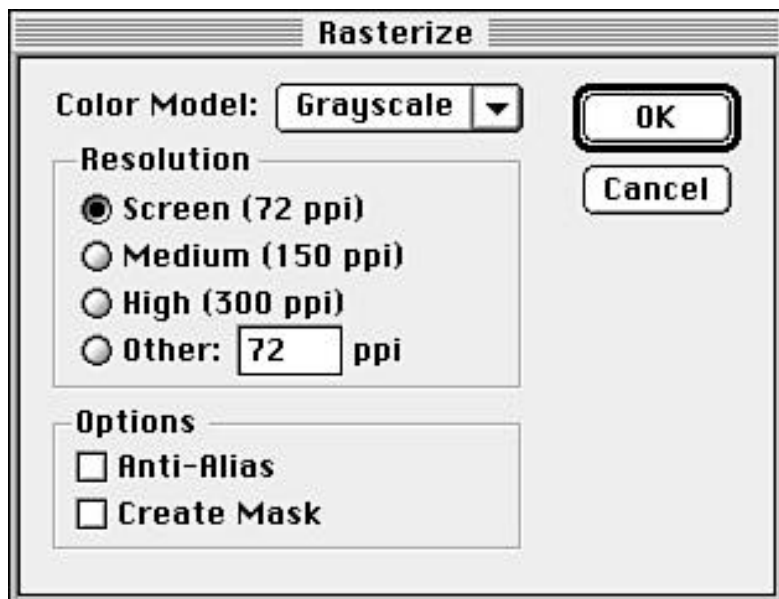 Rasterize
Color Model: Grayscale
OK
Cancel
Resolution
Screen (72 ppi)
Medium (150 ppi)
High (300 ppi)
Other: 72 ppi
Options
Anti-Alias
Create Mask